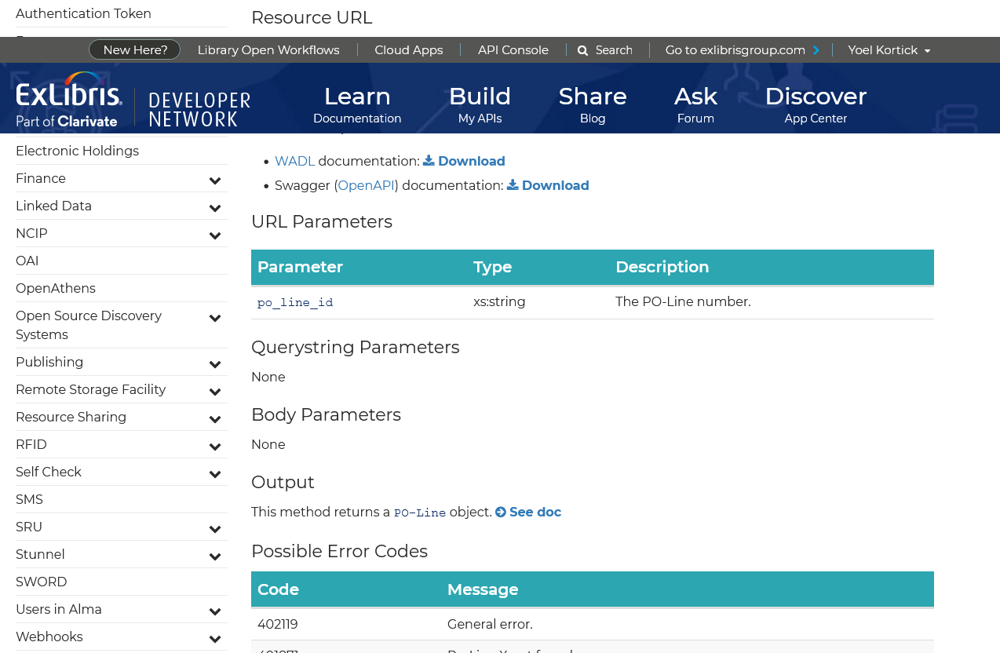 Authentication Token
Resource URL
New Here?
Library Open Workflows
Cloud Apps
API Console
Search
Go to exlibrisgroup.com
Yoel Kortick
ExLibris®
Part of Clarivate
DEVELOPER
NETWORK
Learn
Documentation
Build
My APIs
Share
Blog
Ask
Forum
Discover
App Center
Electronic Holdings
Finance
Linked Data
NCIP
OAI
OpenAthens
Open Source Discovery
Systems
Publishing
Remote Storage Facility
Resource Sharing
RFID
Self Check
SMS
SRU
Stunnel
SWORD
Users in Alma
Webhooks
• WADL documentation: Download
• Swagger (OpenAPI) documentation: Download
URL Parameters
Parameter Type Description
po_line_id xs:string The PO-Line number.
Querystring Parameters
None
Body Parameters
None
Output
This method returns a PO-Line object. See doc
Possible Error Codes
Code Message
402119 General error.